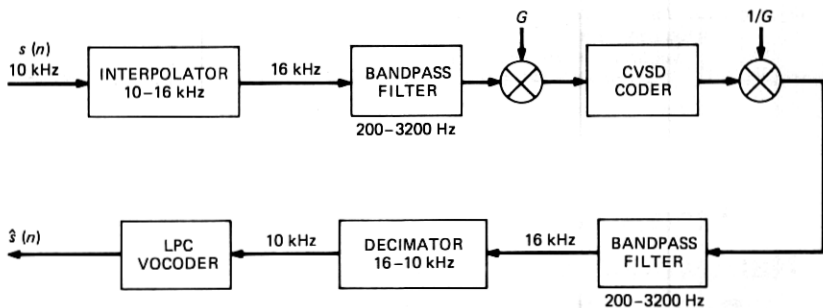 s (n)
10 kHz
INTERPOLATOR
10–16 kHz
16 kHz
BANDPASS
FILTER
200–3200 Hz
G
CVSD
CODER
1/G
ŝ (n)
LPC
VOCODER
10 kHz
DECIMATOR
16–10 kHz
16 kHz
BANDPASS
FILTER
200–3200 Hz